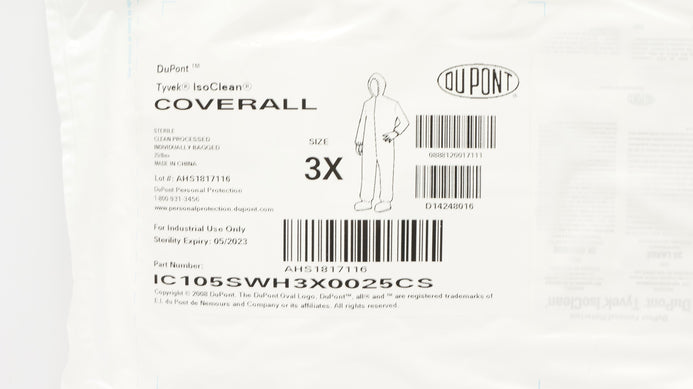 DuPont ™
Tyvek® IsoClean®
COVERALL
STERILE
CLEAN PROCESSED
INDIVIDUALLY BAGGED
25/Box
MADE IN CHINA
Lot #: AHS1817116
DuPont Personal Protection
1-800-931-3456
www.personalprotection.dupont.com
For Industrial Use Only
Sterility Expiry: 05/2023
SIZE
3X
DUPONT
D14248016
AHS1817116
Part Number:
IC105SWH3X0025CS
Copyright © 2008 DuPont. The DuPont Oval Logo, DuPont™, all® and ™ are registered trademarks of
E.I. du Pont de Nemours and Company or its affiliates. All rights reserved.